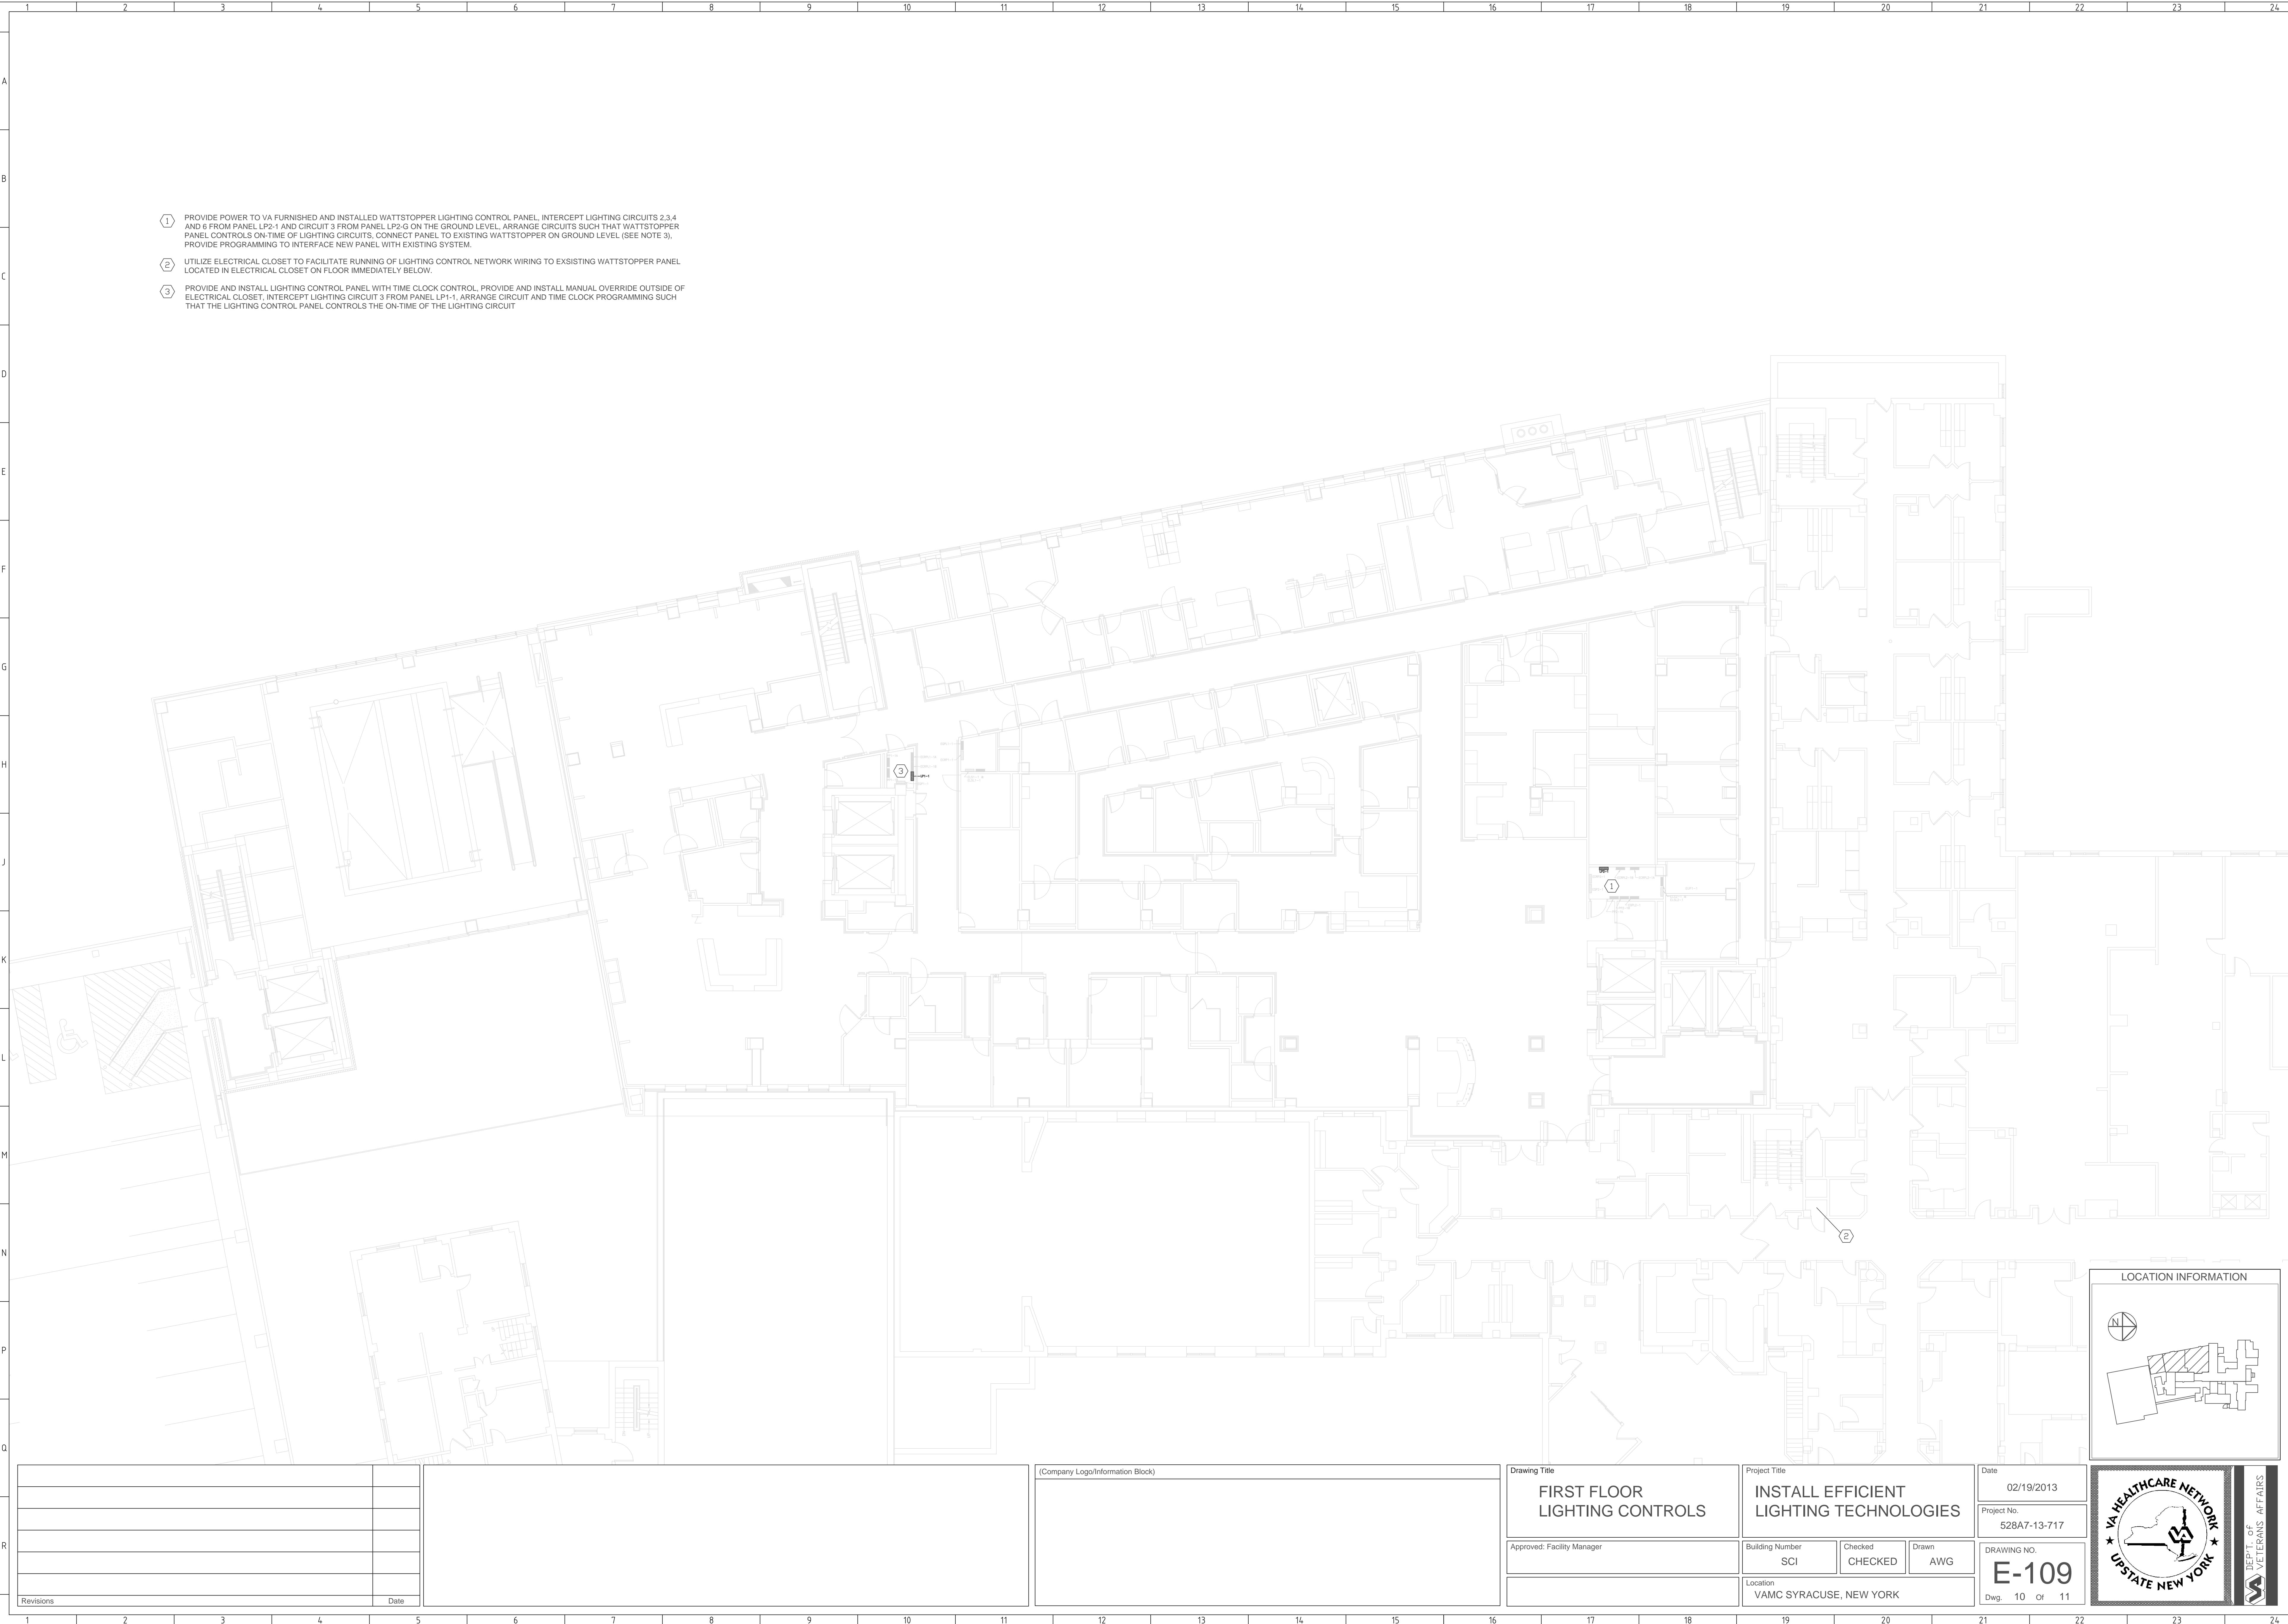 1 2 3 4 5 6 7 8 9 10 11 12 13 14 15 16 17 18 19 20 21 22 23 24
A
B
C
D
E
F
G
H
J
K
L
M
N
P
Q
R
1 PROVIDE POWER TO VA FURNISHED AND INSTALLED WATTSTOPPER LIGHTING CONTROL PANEL, INTERCEPT LIGHTING CIRCUITS 2,3,4
AND 6 FROM PANEL LP2-1 AND CIRCUIT 3 FROM PANEL LP2-G ON THE GROUND LEVEL, ARRANGE CIRCUITS SUCH THAT WATTSTOPPER
PANEL CONTROLS ON-TIME OF LIGHTING CIRCUITS, CONNECT PANEL TO EXISTING WATTSTOPPER ON GROUND LEVEL (SEE NOTE 3),
PROVIDE PROGRAMMING TO INTERFACE NEW PANEL WITH EXISTING SYSTEM.
2 UTILIZE ELECTRICAL CLOSET TO FACILITATE RUNNING OF LIGHTING CONTROL NETWORK WIRING TO EXSISTING WATTSTOPPER PANEL
LOCATED IN ELECTRICAL CLOSET ON FLOOR IMMEDIATELY BELOW.
3 PROVIDE AND INSTALL LIGHTING CONTROL PANEL WITH TIME CLOCK CONTROL, PROVIDE AND INSTALL MANUAL OVERRIDE OUTSIDE OF
ELECTRICAL CLOSET, INTERCEPT LIGHTING CIRCUIT 3 FROM PANEL LP1-1, ARRANGE CIRCUIT AND TIME CLOCK PROGRAMMING SUCH
THAT THE LIGHTING CONTROL PANEL CONTROLS THE ON-TIME OF THE LIGHTING CIRCUIT
3
1
2
LOCATION INFORMATION
N
Revisions Date
(Company Logo/Information Block)
Drawing Title
FIRST FLOOR
LIGHTING CONTROLS
Approved: Facility Manager
Project Title
INSTALL EFFICIENT
LIGHTING TECHNOLOGIES
Building Number
SCI
Checked
CHECKED
Drawn
AWG
Location
VAMC SYRACUSE, NEW YORK
Date
02/19/2013
Project No.
528A7-13-717
DRAWING NO.
E-109
Dwg. 10 Of 11
VA HEALTHCARE NETWORK
VA
UPSTATE NEW YORK
DEP'T. OF
VETERANS AFFAIRS
1 2 3 4 5 6 7 8 9 10 11 12 13 14 15 16 17 18 19 20 21 22 23 24